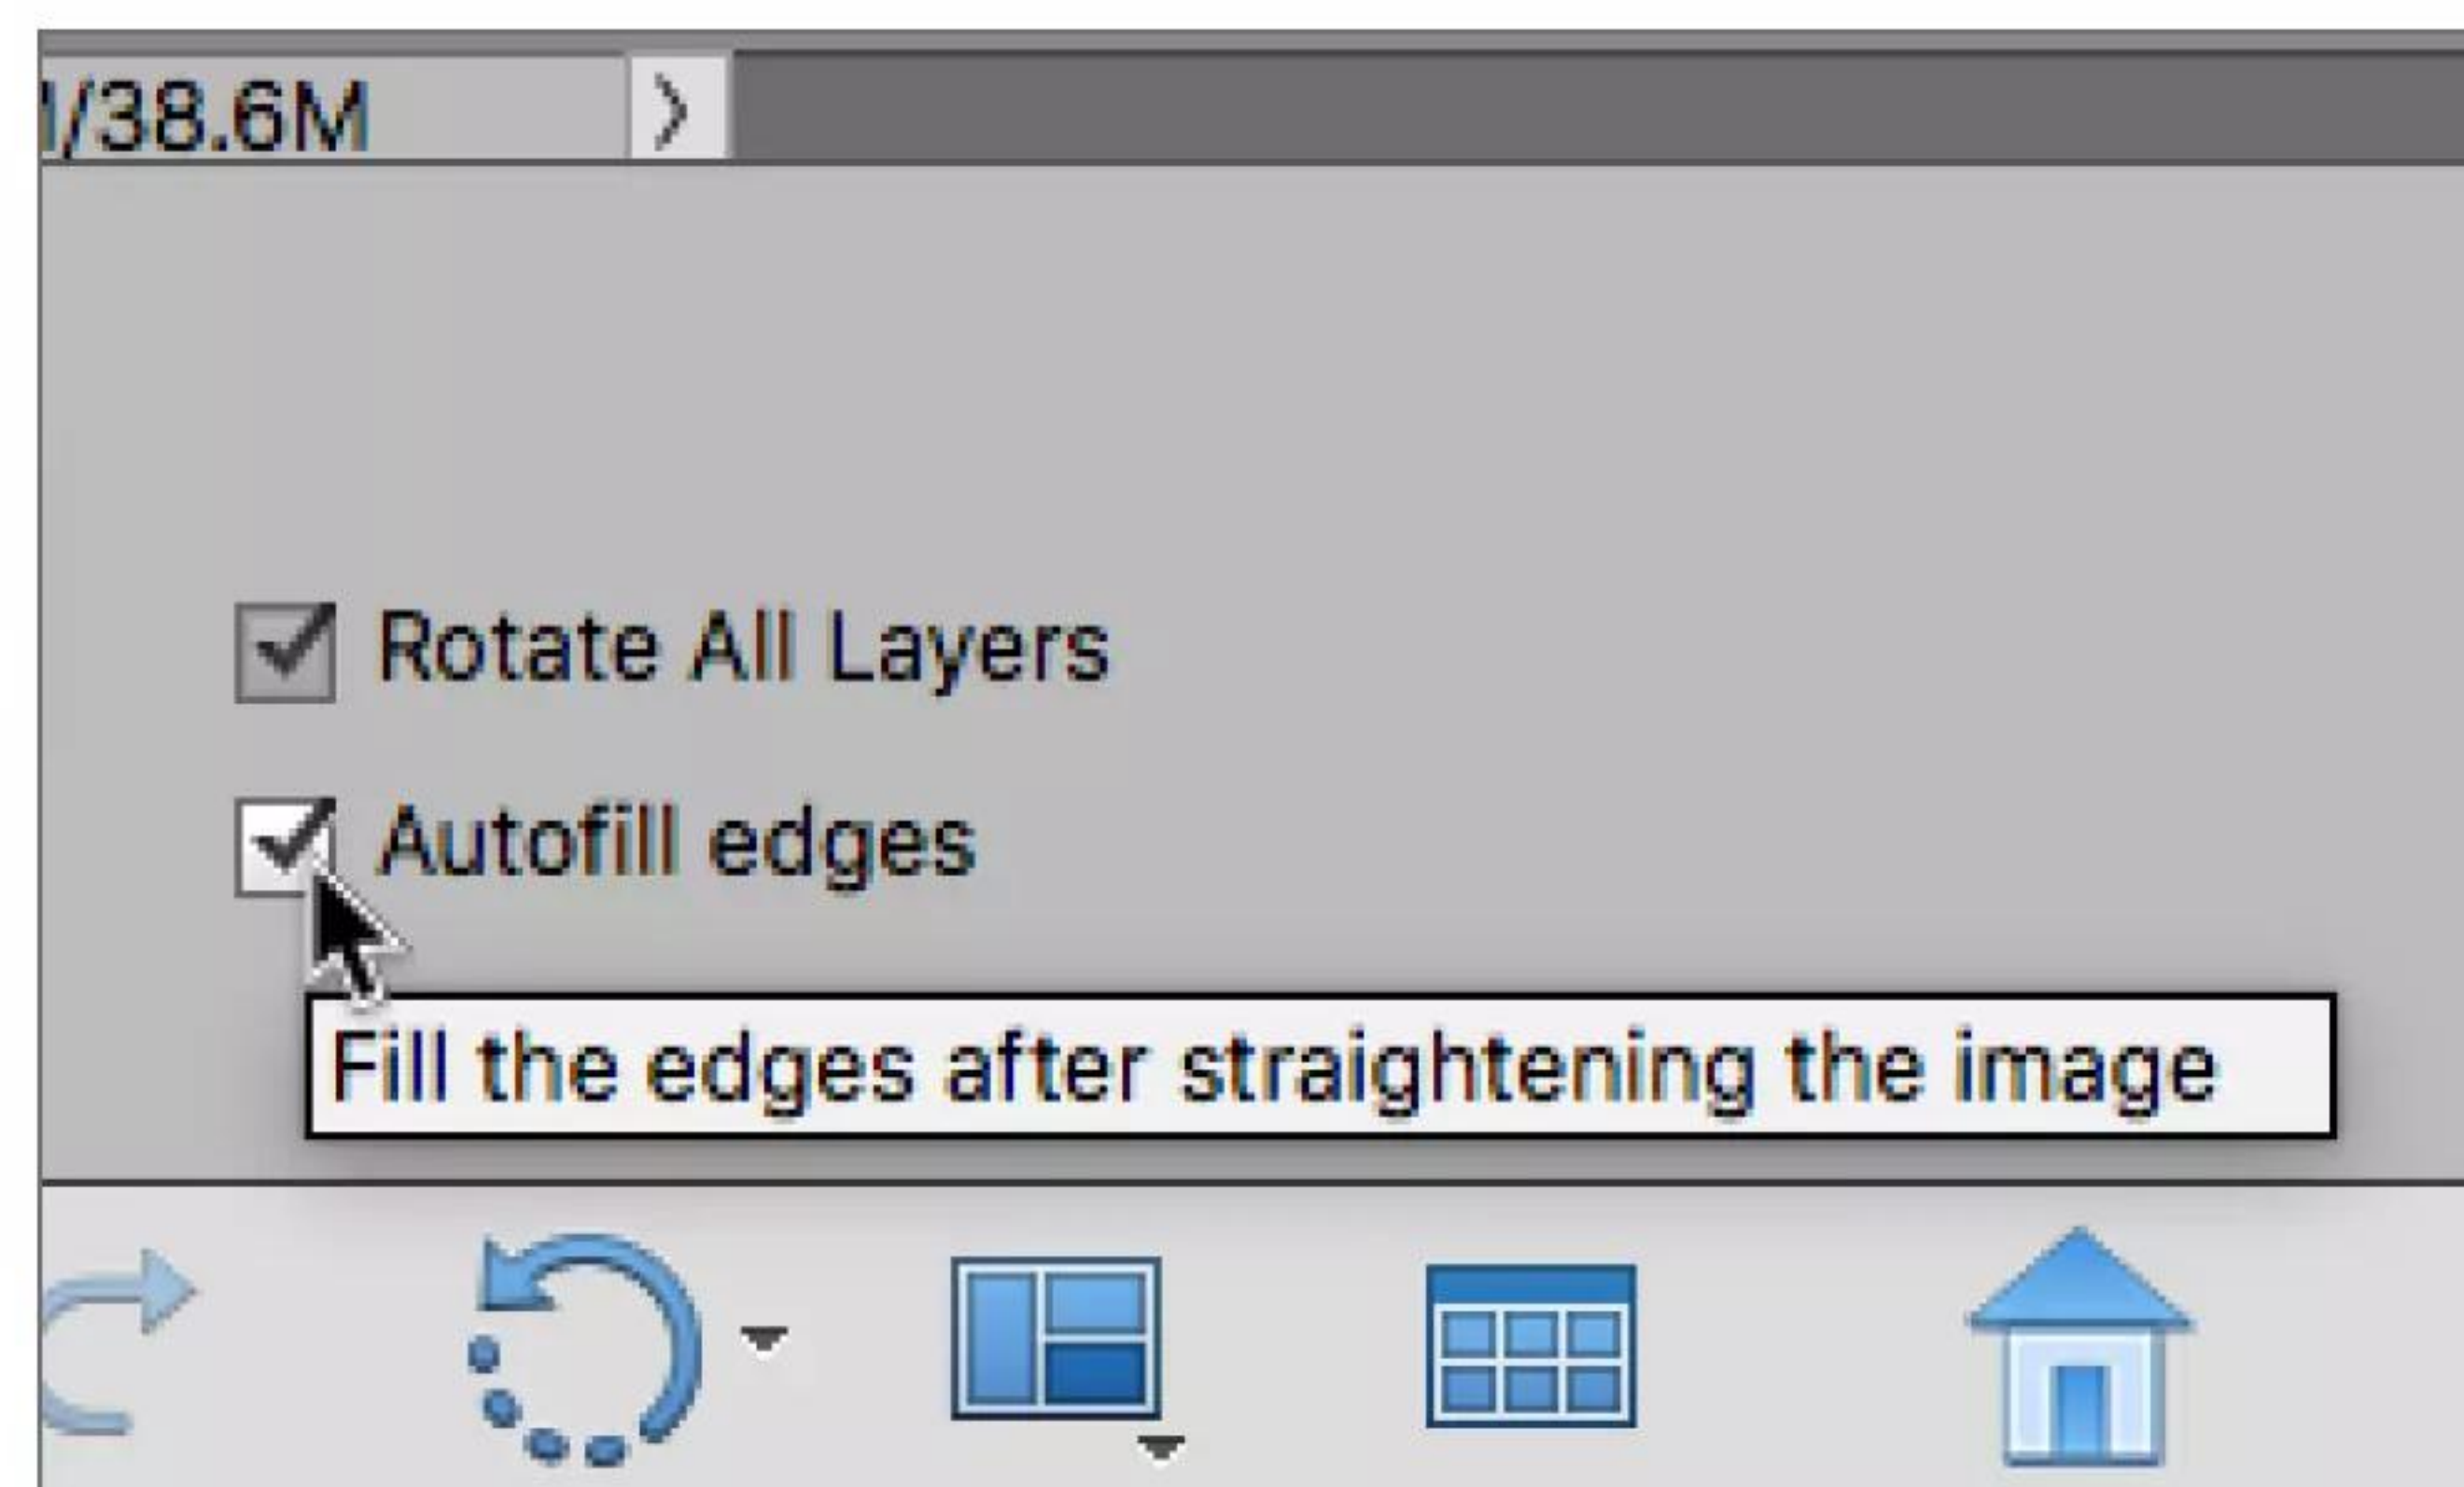 /38.6M
Rotate All Layers
Autofill edges
Fill the edges after straightening the image